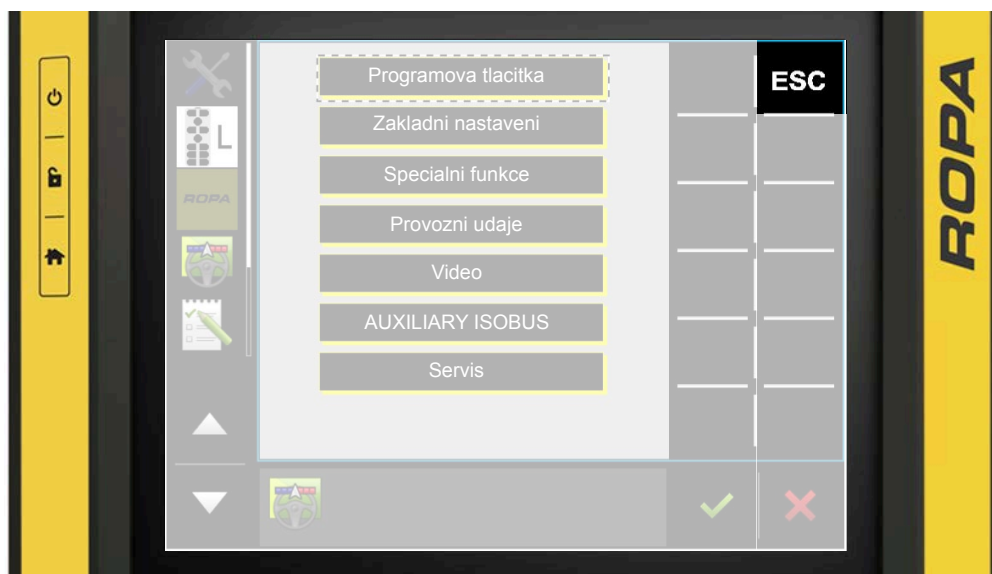 Programova tlacitka
ESC
Zakladni nastaveni
L
Specialni funkce
ROPA
Provozni udaje
Video
AUXILIARY ISOBUS
Servis
ROPA